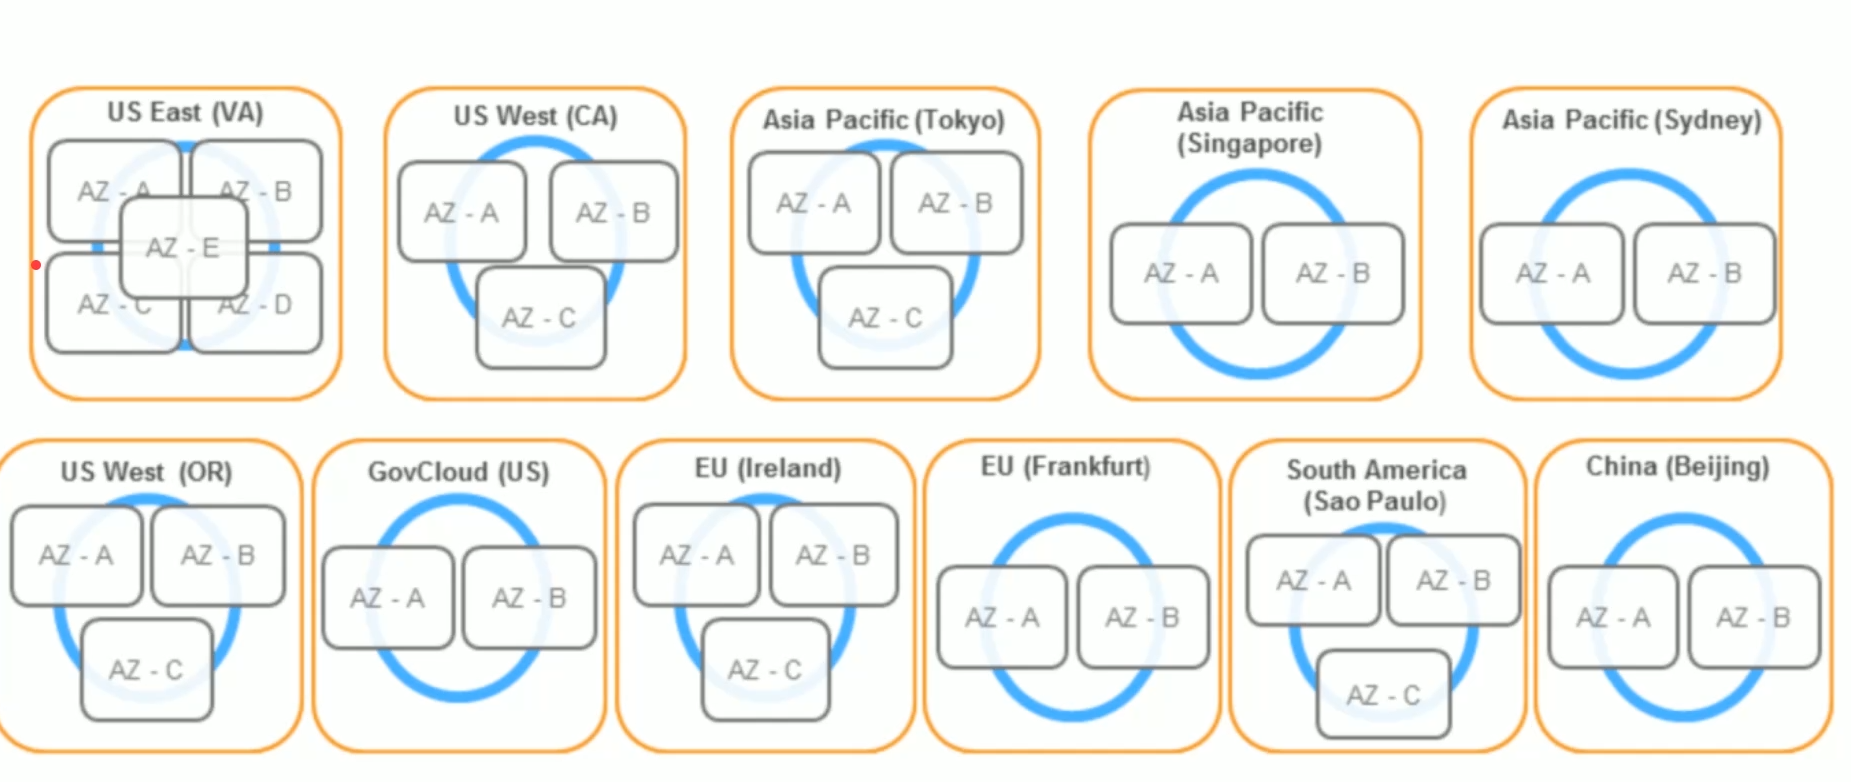 US East (VA)
AZ - A
AZ - B
AZ - E
AZ - C
AZ - D
US West (CA)
AZ - A
AZ - B
AZ - C
Asia Pacific (Tokyo)
AZ - A
AZ - B
AZ - C
Asia Pacific
(Singapore)
AZ - A
AZ - B
Asia Pacific (Sydney)
AZ - A
AZ - B
US West (OR)
AZ - A
AZ - B
AZ - C
GovCloud (US)
AZ - A
AZ - B
EU (Ireland)
AZ - A
AZ - B
AZ - C
EU (Frankfurt)
AZ - A
AZ - B
South America
(Sao Paulo)
AZ - A
AZ - B
AZ - C
China (Beijing)
AZ - A
AZ - B